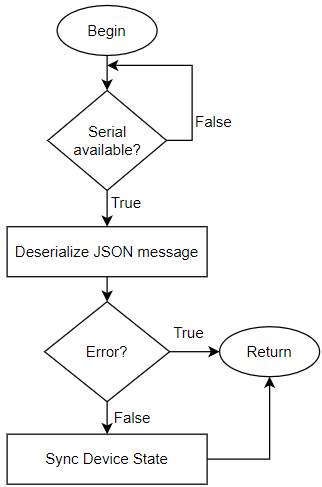 Begin
Serial
available?
False
True
Deserialize JSON message
Error?
True
Return
False
Sync Device State